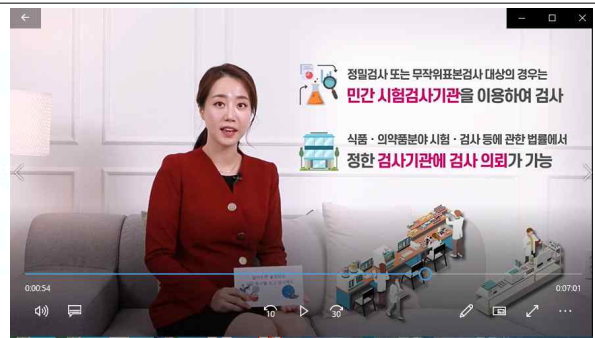 정밀검사 또는 무작위표본검사 대상의 경우는
민간 시험검사기관을 이용하여 검사
식품 · 의약품분야 시험 · 검사 등에 관한 법률에서
정한 검사기관에 검사 의뢰가 가능
0:00:54
0:07:01
10
30